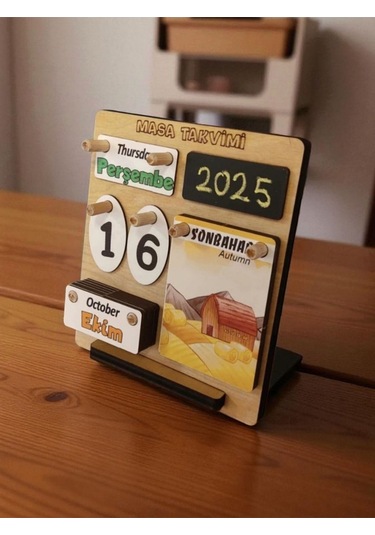 MASA TAKVİMİ
Thursday
Perşembe
2025
1 6
SONBAHAR
Autumn
October
Ekim